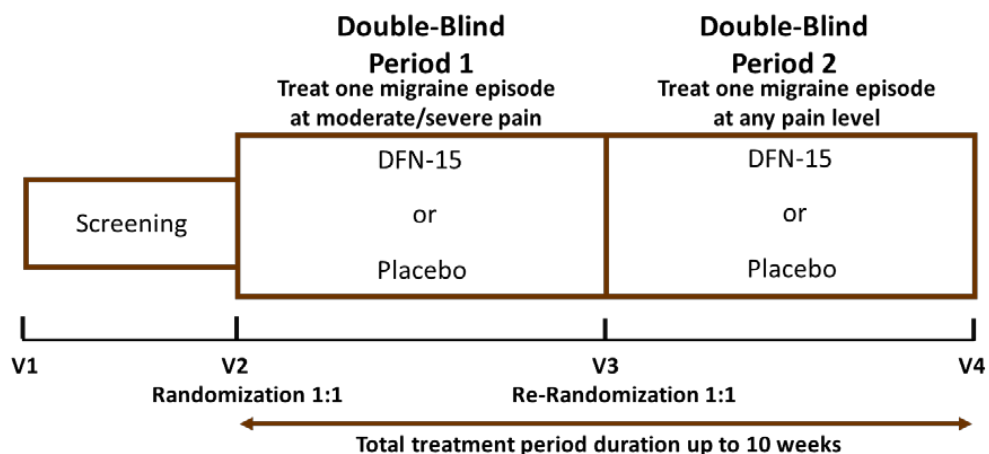 Double-Blind
Period 1
Treat one migraine episode
at moderate/severe pain
Double-Blind
Period 2
Treat one migraine episode
at any pain level
Screening
DFN-15
or
Placebo
DFN-15
or
Placebo
V1
V2
V3
V4
Randomization 1:1
Re-Randomization 1:1
Total treatment period duration up to 10 weeks